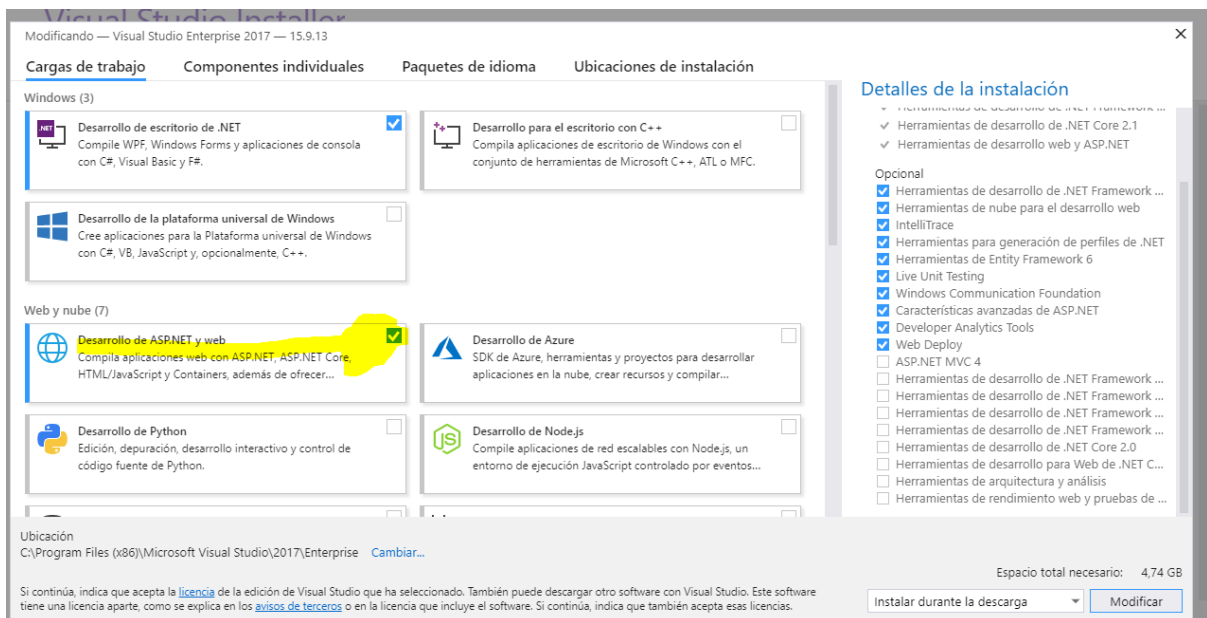 Visual Studio Installer
Modificando — Visual Studio Enterprise 2017 — 15.9.13
Cargas de trabajo
Componentes individuales
Paquetes de idioma
Ubicaciones de instalación
Windows (3)
Desarrollo de escritorio de .NET
Compile WPF, Windows Forms y aplicaciones de consola
con C#, Visual Basic y F#.
Desarrollo para el escritorio con C++
Compila aplicaciones de escritorio de Windows con el
conjunto de herramientas de Microsoft C++, ATL o MFC.
Desarrollo de la plataforma universal de Windows
Cree aplicaciones para la Plataforma universal de Windows
con C#, VB, JavaScript y, opcionalmente, C++.
Web y nube (7)
Desarrollo de ASP.NET y web
Compila aplicaciones web con ASP.NET, ASP.NET Core,
HTML/JavaScript y Containers, además de ofrecer...
Desarrollo de Azure
SDK de Azure, herramientas y proyectos para desarrollar
aplicaciones en la nube, crear recursos y compilar...
Desarrollo de Python
Edición, depuración, desarrollo interactivo y control de
código fuente de Python.
Desarrollo de Node.js
Compile aplicaciones de red escalables con Node.js, un
entorno de ejecución JavaScript controlado por eventos...
Detalles de la instalación
Herramientas de desarrollo de .NET Framework ...
Herramientas de desarrollo de .NET Core 2.1
Herramientas de desarrollo web y ASP.NET
Opcional
Herramientas de desarrollo de .NET Framework ...
Herramientas de nube para el desarrollo web
IntelliTrace
Herramientas para generación de perfiles de .NET
Herramientas de Entity Framework 6
Live Unit Testing
Windows Communication Foundation
Características avanzadas de ASP.NET
Developer Analytics Tools
Web Deploy
ASP.NET MVC 4
Herramientas de desarrollo de .NET Framework ...
Herramientas de desarrollo de .NET Framework ...
Herramientas de desarrollo de .NET Framework ...
Herramientas de desarrollo de .NET Framework ...
Herramientas de desarrollo de .NET Core 2.0
Herramientas de desarrollo para Web de .NET C...
Herramientas de arquitectura y análisis
Herramientas de rendimiento web y pruebas de ...
Ubicación
C:\Program Files (x86)\Microsoft Visual Studio\2017\Enterprise Cambiar...
Espacio total necesario: 4,74 GB
Si continúa, indica que acepta la licencia de la edición de Visual Studio que ha seleccionado. También puede descargar otro software con Visual Studio. Este software
tiene una licencia aparte, como se explica en los avisos de terceros o en la licencia que incluye el software. Si continúa, indica que también acepta esas licencias.
Instalar durante la descarga
Modificar